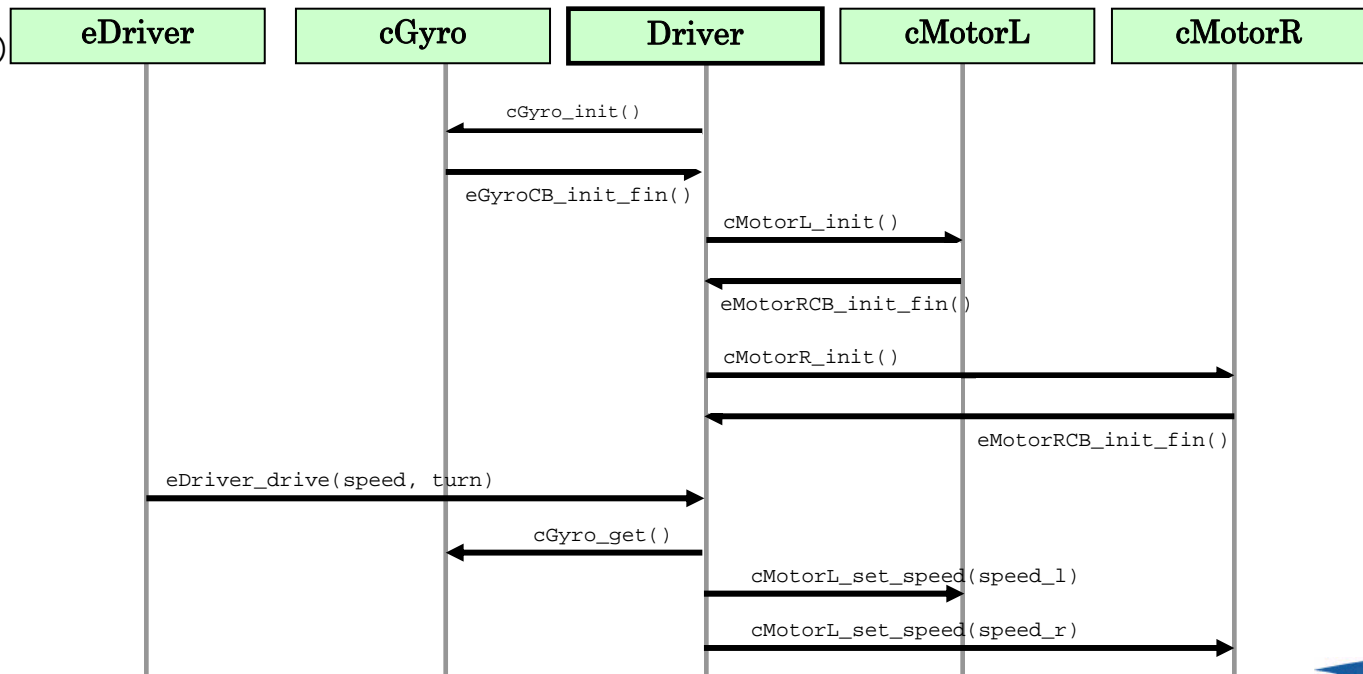 eDriver
cGyro
Driver
cMotorL
cMotorR
cGyro_init()
eGyroCB_init_fin()
cMotorL_init()
eMotorRCB_init_fin()
cMotorR_init()
eMotorRCB_init_fin()
eDriver_drive(speed, turn)
cGyro_get()
cMotorL_set_speed(speed_l)
cMotorL_set_speed(speed_r)